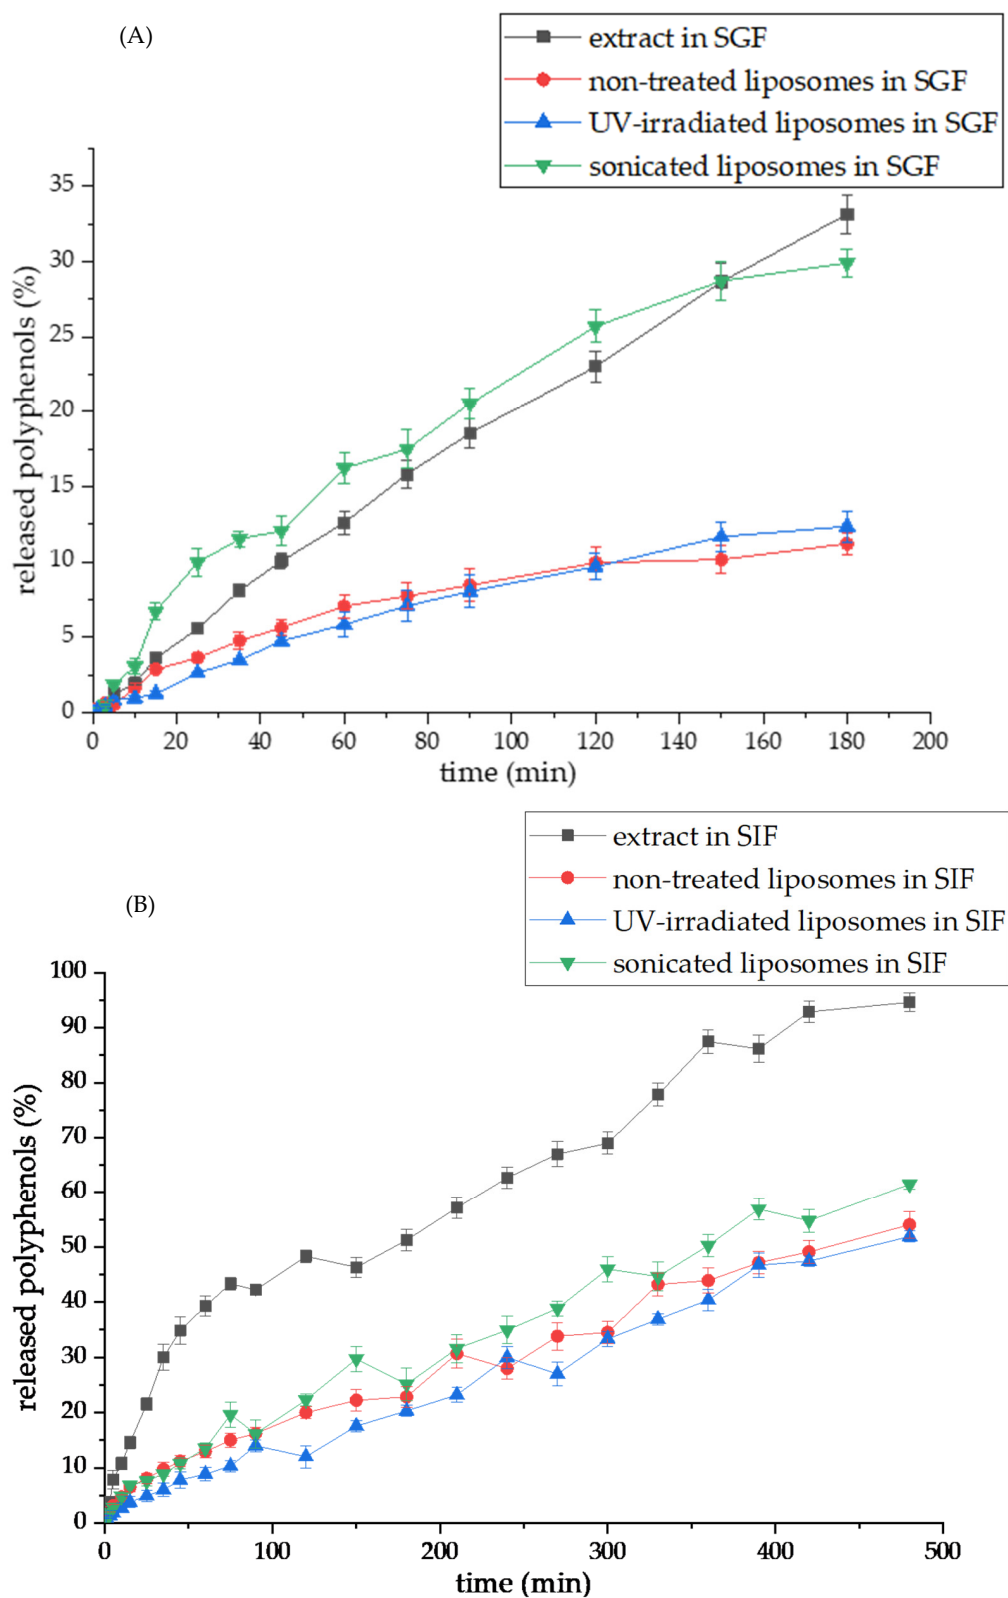 (A)
extract in SGF
non-treated liposomes in SGF
UV-irradiated liposomes in SGF
sonicated liposomes in SGF
35
30
25
20
15
10
5
0
released polyphenols (%)
0 20 40 60 80 100 120 140 160 180 200
time (min)
(B)
extract in SIF
non-treated liposomes in SIF
UV-irradiated liposomes in SIF
sonicated liposomes in SIF
100
90
80
70
60
50
40
30
20
10
0
released polyphenols (%)
0 100 200 300 400 500
time (min)